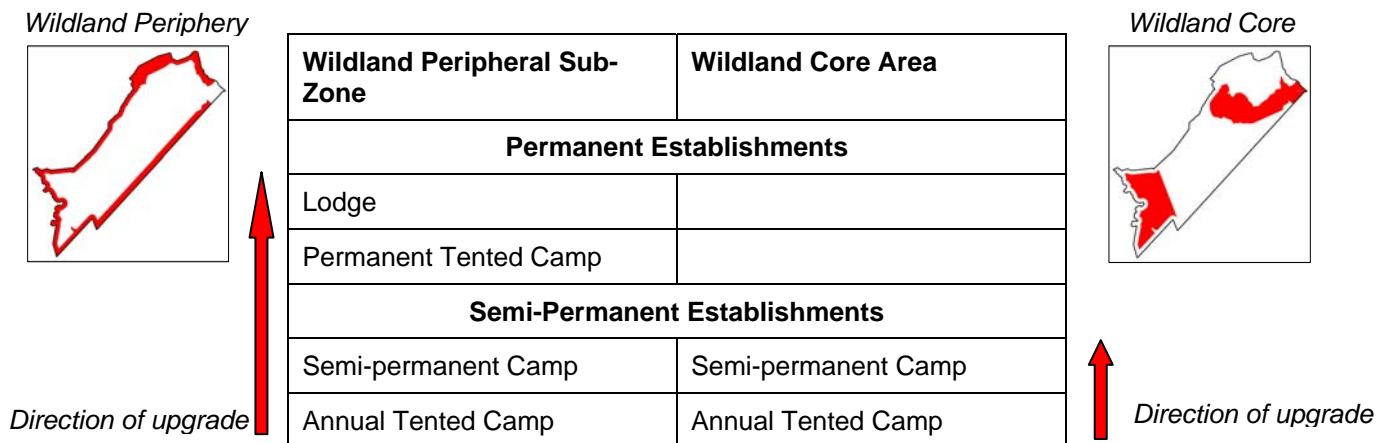 Wildland Periphery
Wildland Core
Wildland Peripheral Sub-
Zone
Wildland Core Area
Permanent Establishments
Lodge
Permanent Tented Camp
Semi-Permanent Establishments
Semi-permanent Camp
Semi-permanent Camp
Annual Tented Camp
Annual Tented Camp
Direction of upgrade
Direction of upgrade